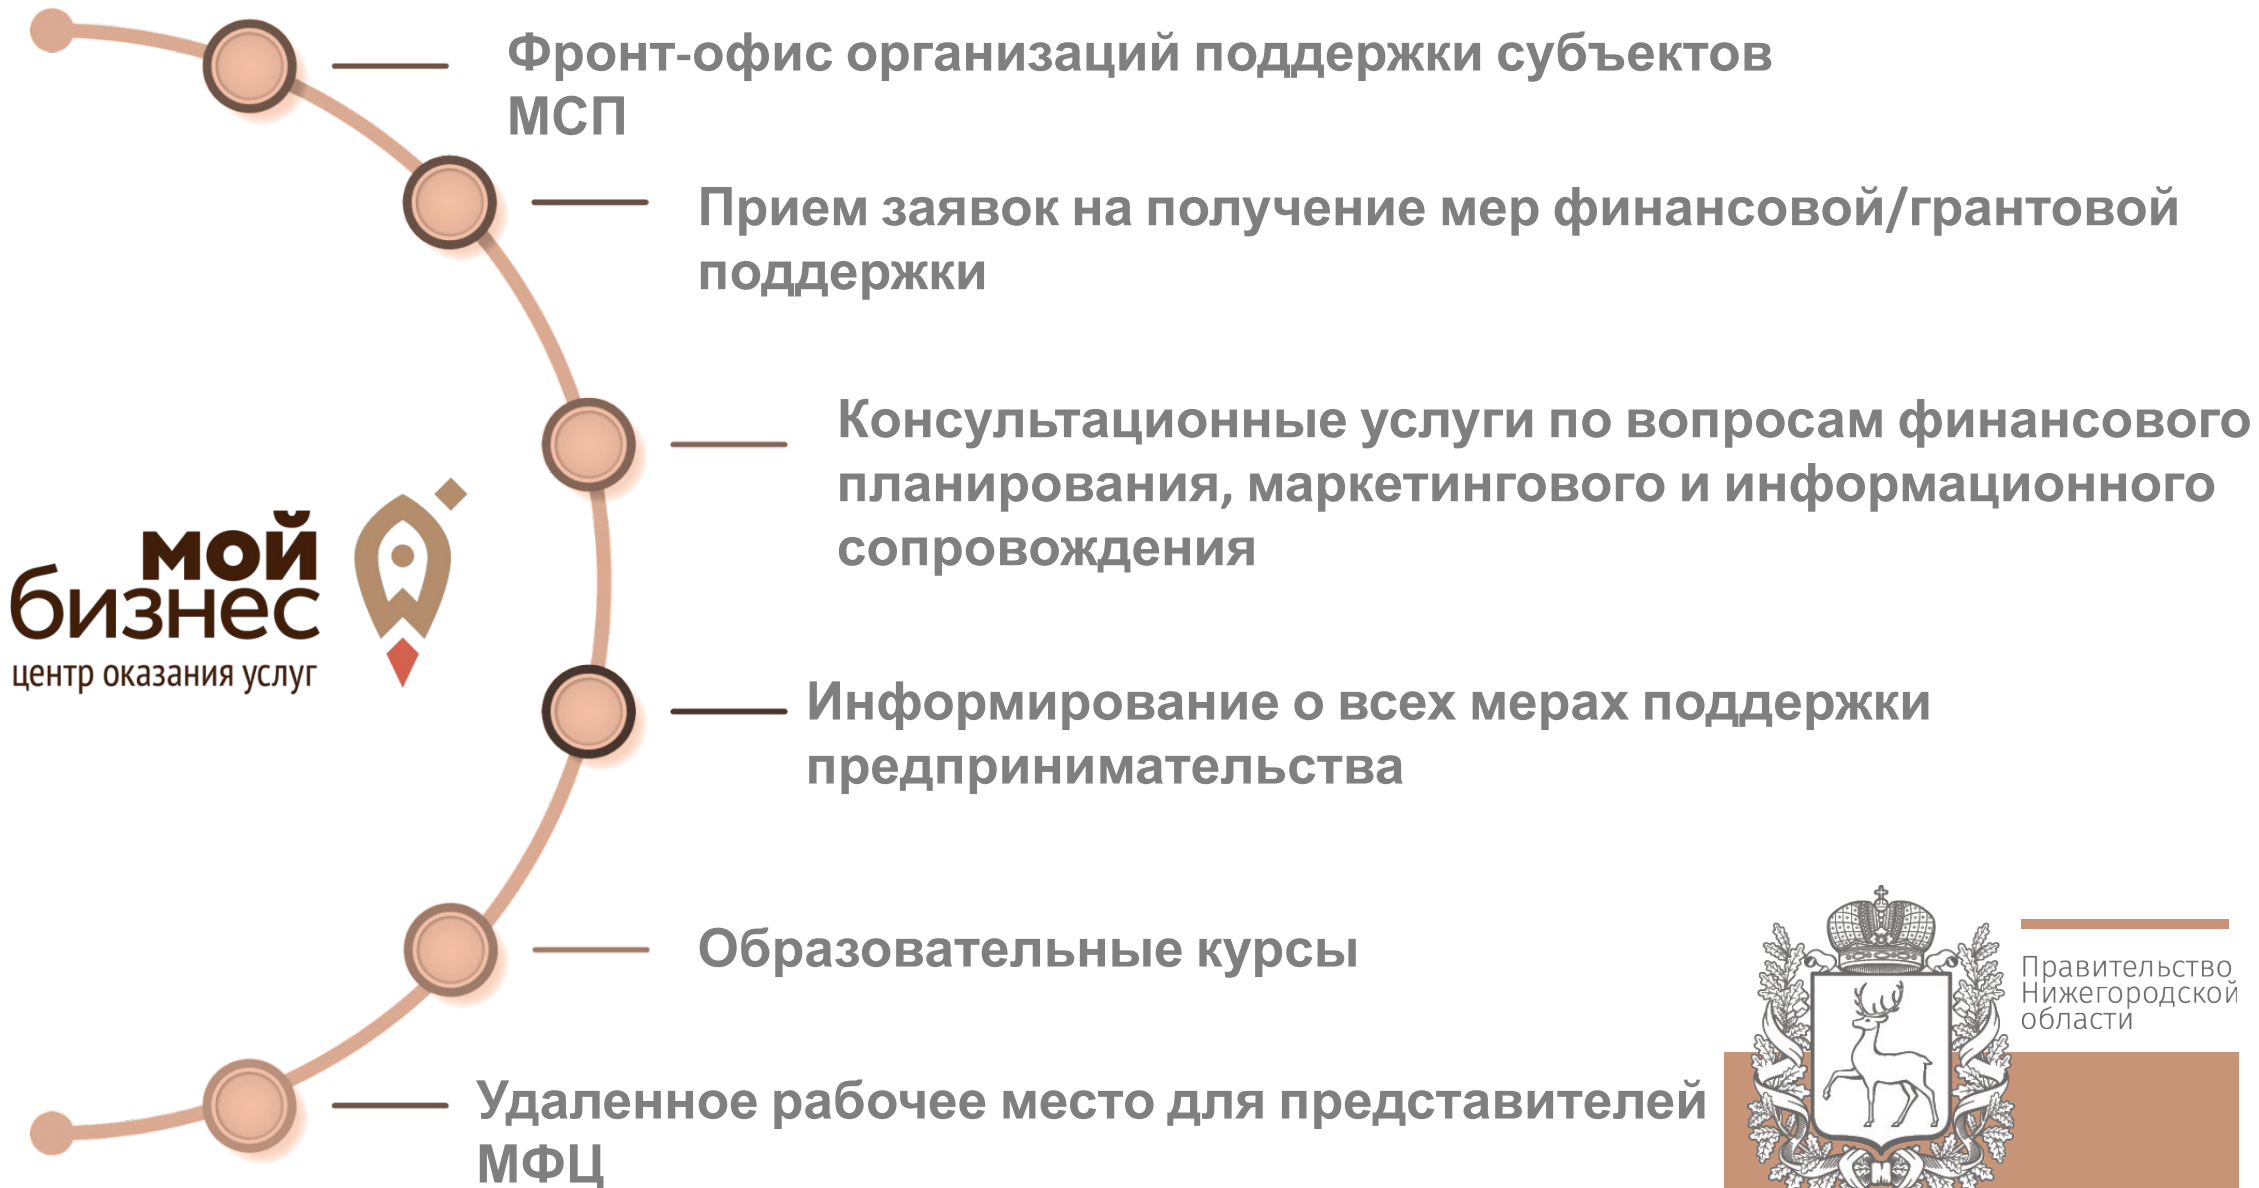 Фронт-офис организаций поддержки субъектов
МСП
Прием заявок на получение мер финансовой/грантовой
поддержки
Консультационные услуги по вопросам финансового
планирования, маркетингового и информационного
сопровождения
мой
бизнес
центр оказания услуг
Информирование о всех мерах поддержки
предпринимательства
Образовательные курсы
Правительство
Нижегородской
области
Удаленное рабочее место для представителей
МФЦ